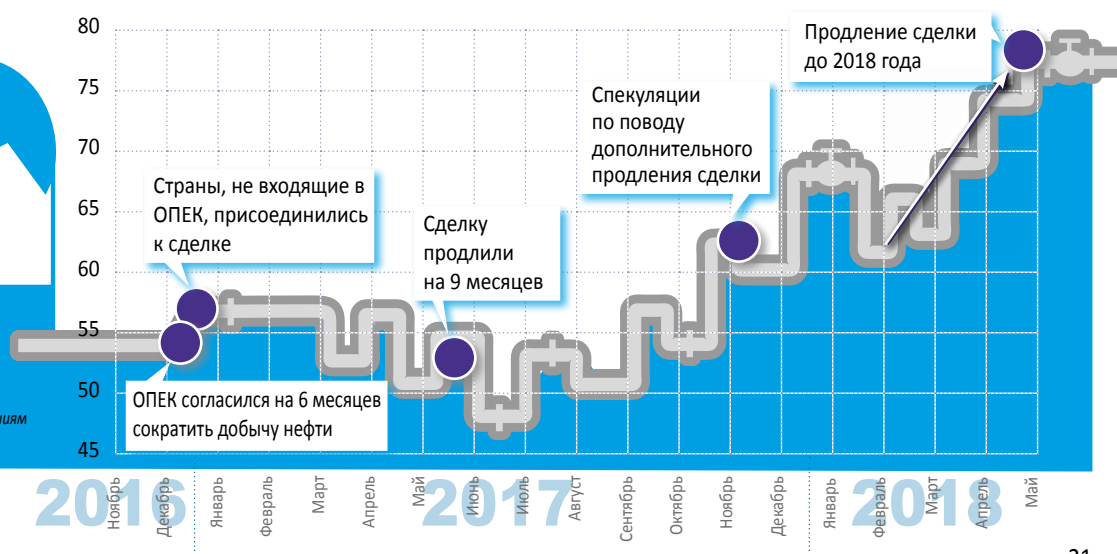 80
75
70
65
60
55
50
45
Продление сделки
до 2018 года
Спекуляции
по поводу
дополнительного
продления сделки
Страны, не входящие в
ОПЕК, присоединились
к сделке
Сделку
продлили
на 9 месяцев
ОПЕК согласился на 6 месяцев
сократить добычу нефти
2016
2017
2018
Ноябрь
Декабрь
Январь
Февраль
Март
Апрель
Май
Июнь
Июль
Август
Сентябрь
Октябрь
Ноябрь
Декабрь
Январь
Февраль
Март
Апрель
Май